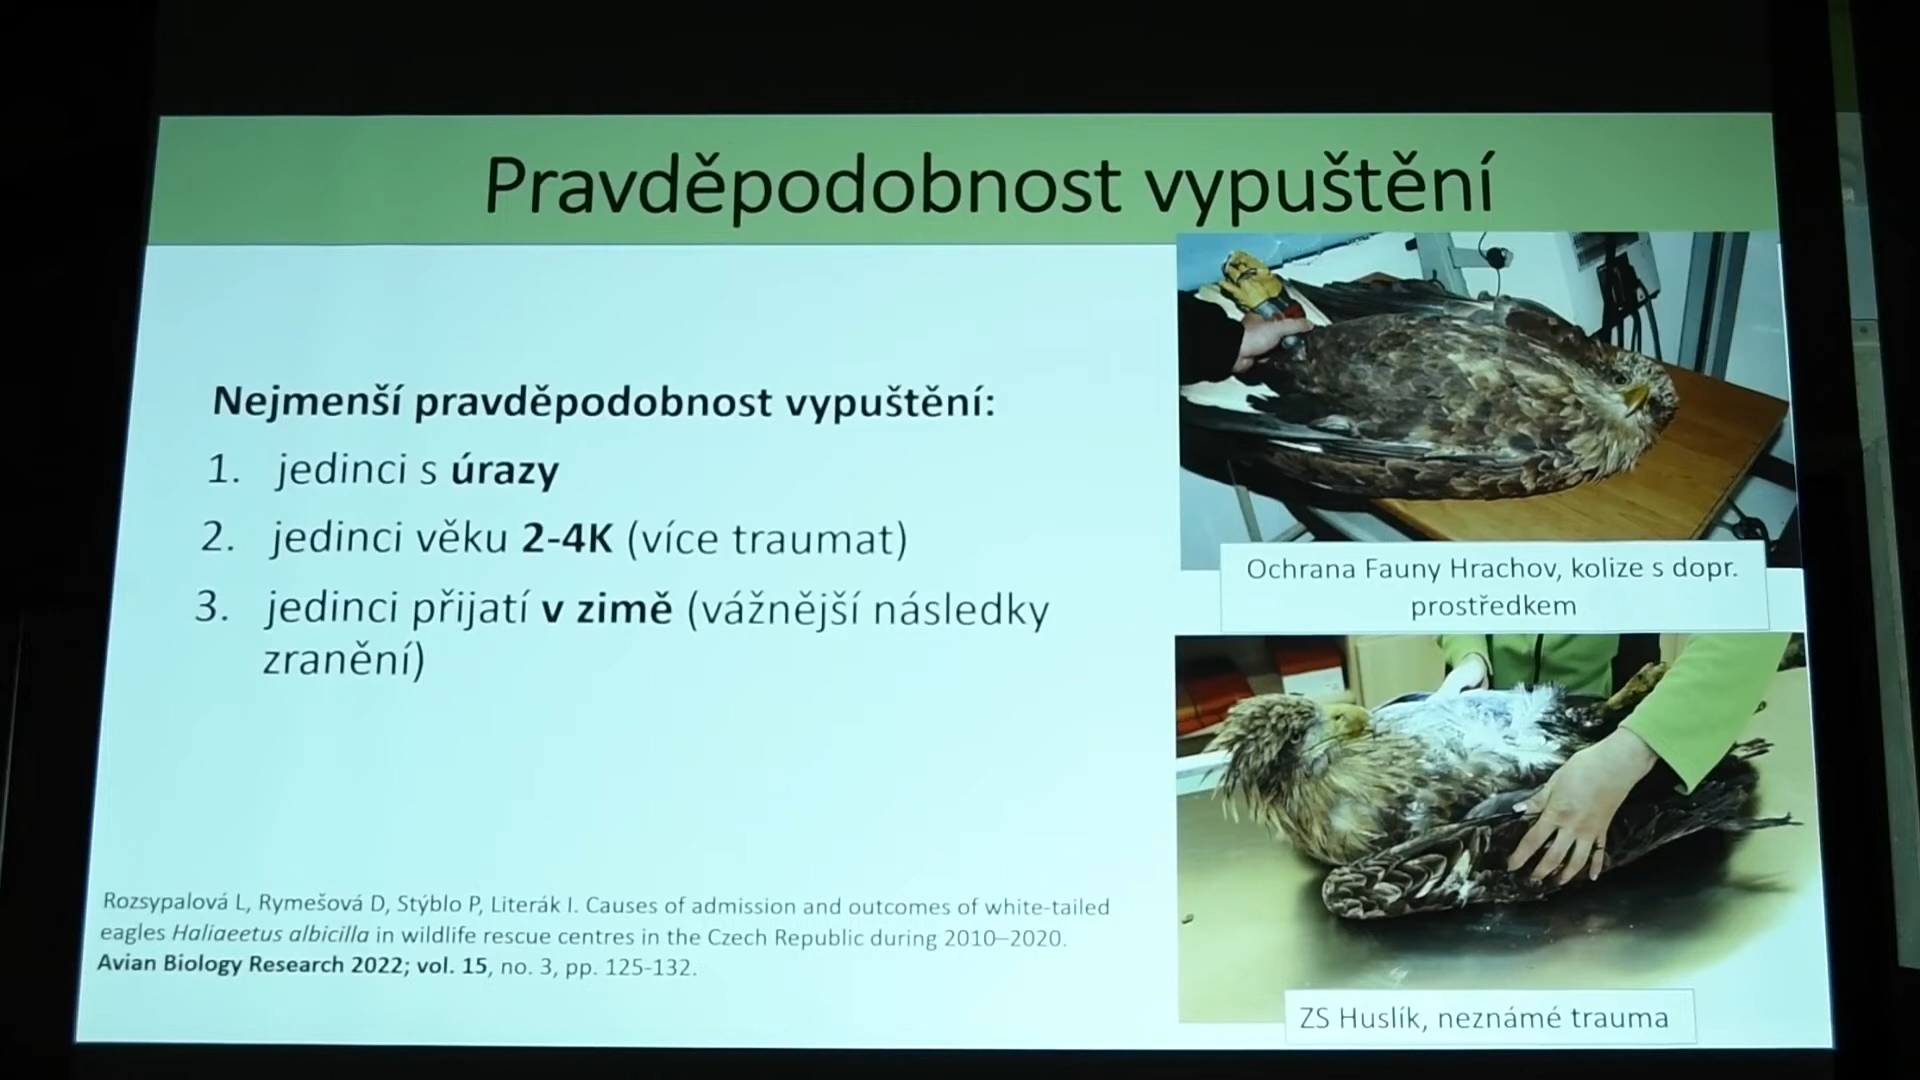 Pravděpodobnost vypuštění
Nejmenší pravděpodobnost vypuštění:
1. jedinci s úrazy
2. jedinci věku 2-4K (více traumat)
3. jedinci přijatí v zimě (vážnější následky
zranění)
Ochrana Fauny Hrachov, kolize s dopr.
prostředkem
ZS Huslík, neznámé trauma
Rozsypalová L, Rymešová D, Stýblo P, Literák I. Causes of admission and outcomes of white-tailed
eagles Haliaeetus albicilla in wildlife rescue centres in the Czech Republic during 2010–2020.
Avian Biology Research 2022; vol. 15, no. 3, pp. 125-132.